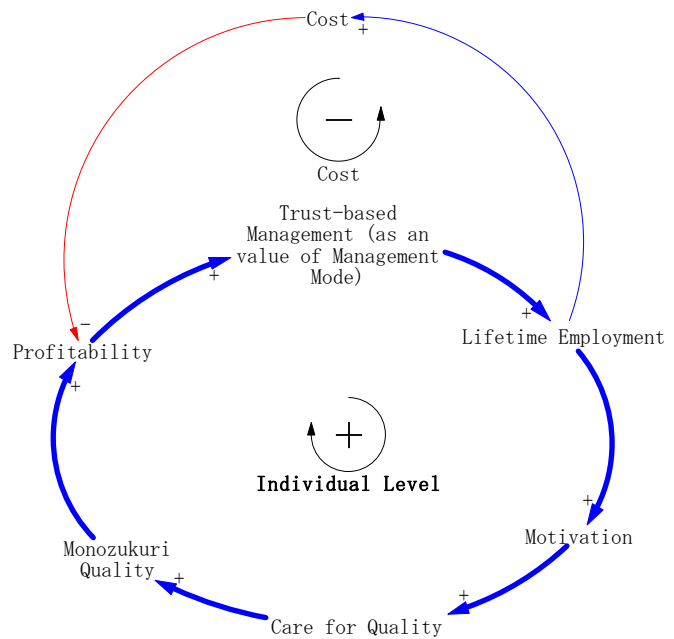 Cost
+
−
Cost
Trust-based
Management (as an
value of Management
Mode)
+
+
−
Profitability
Lifetime Employment
+
+
Individual Level
+
Motivation
Monozukuri
Quality
+
+
Care for Quality